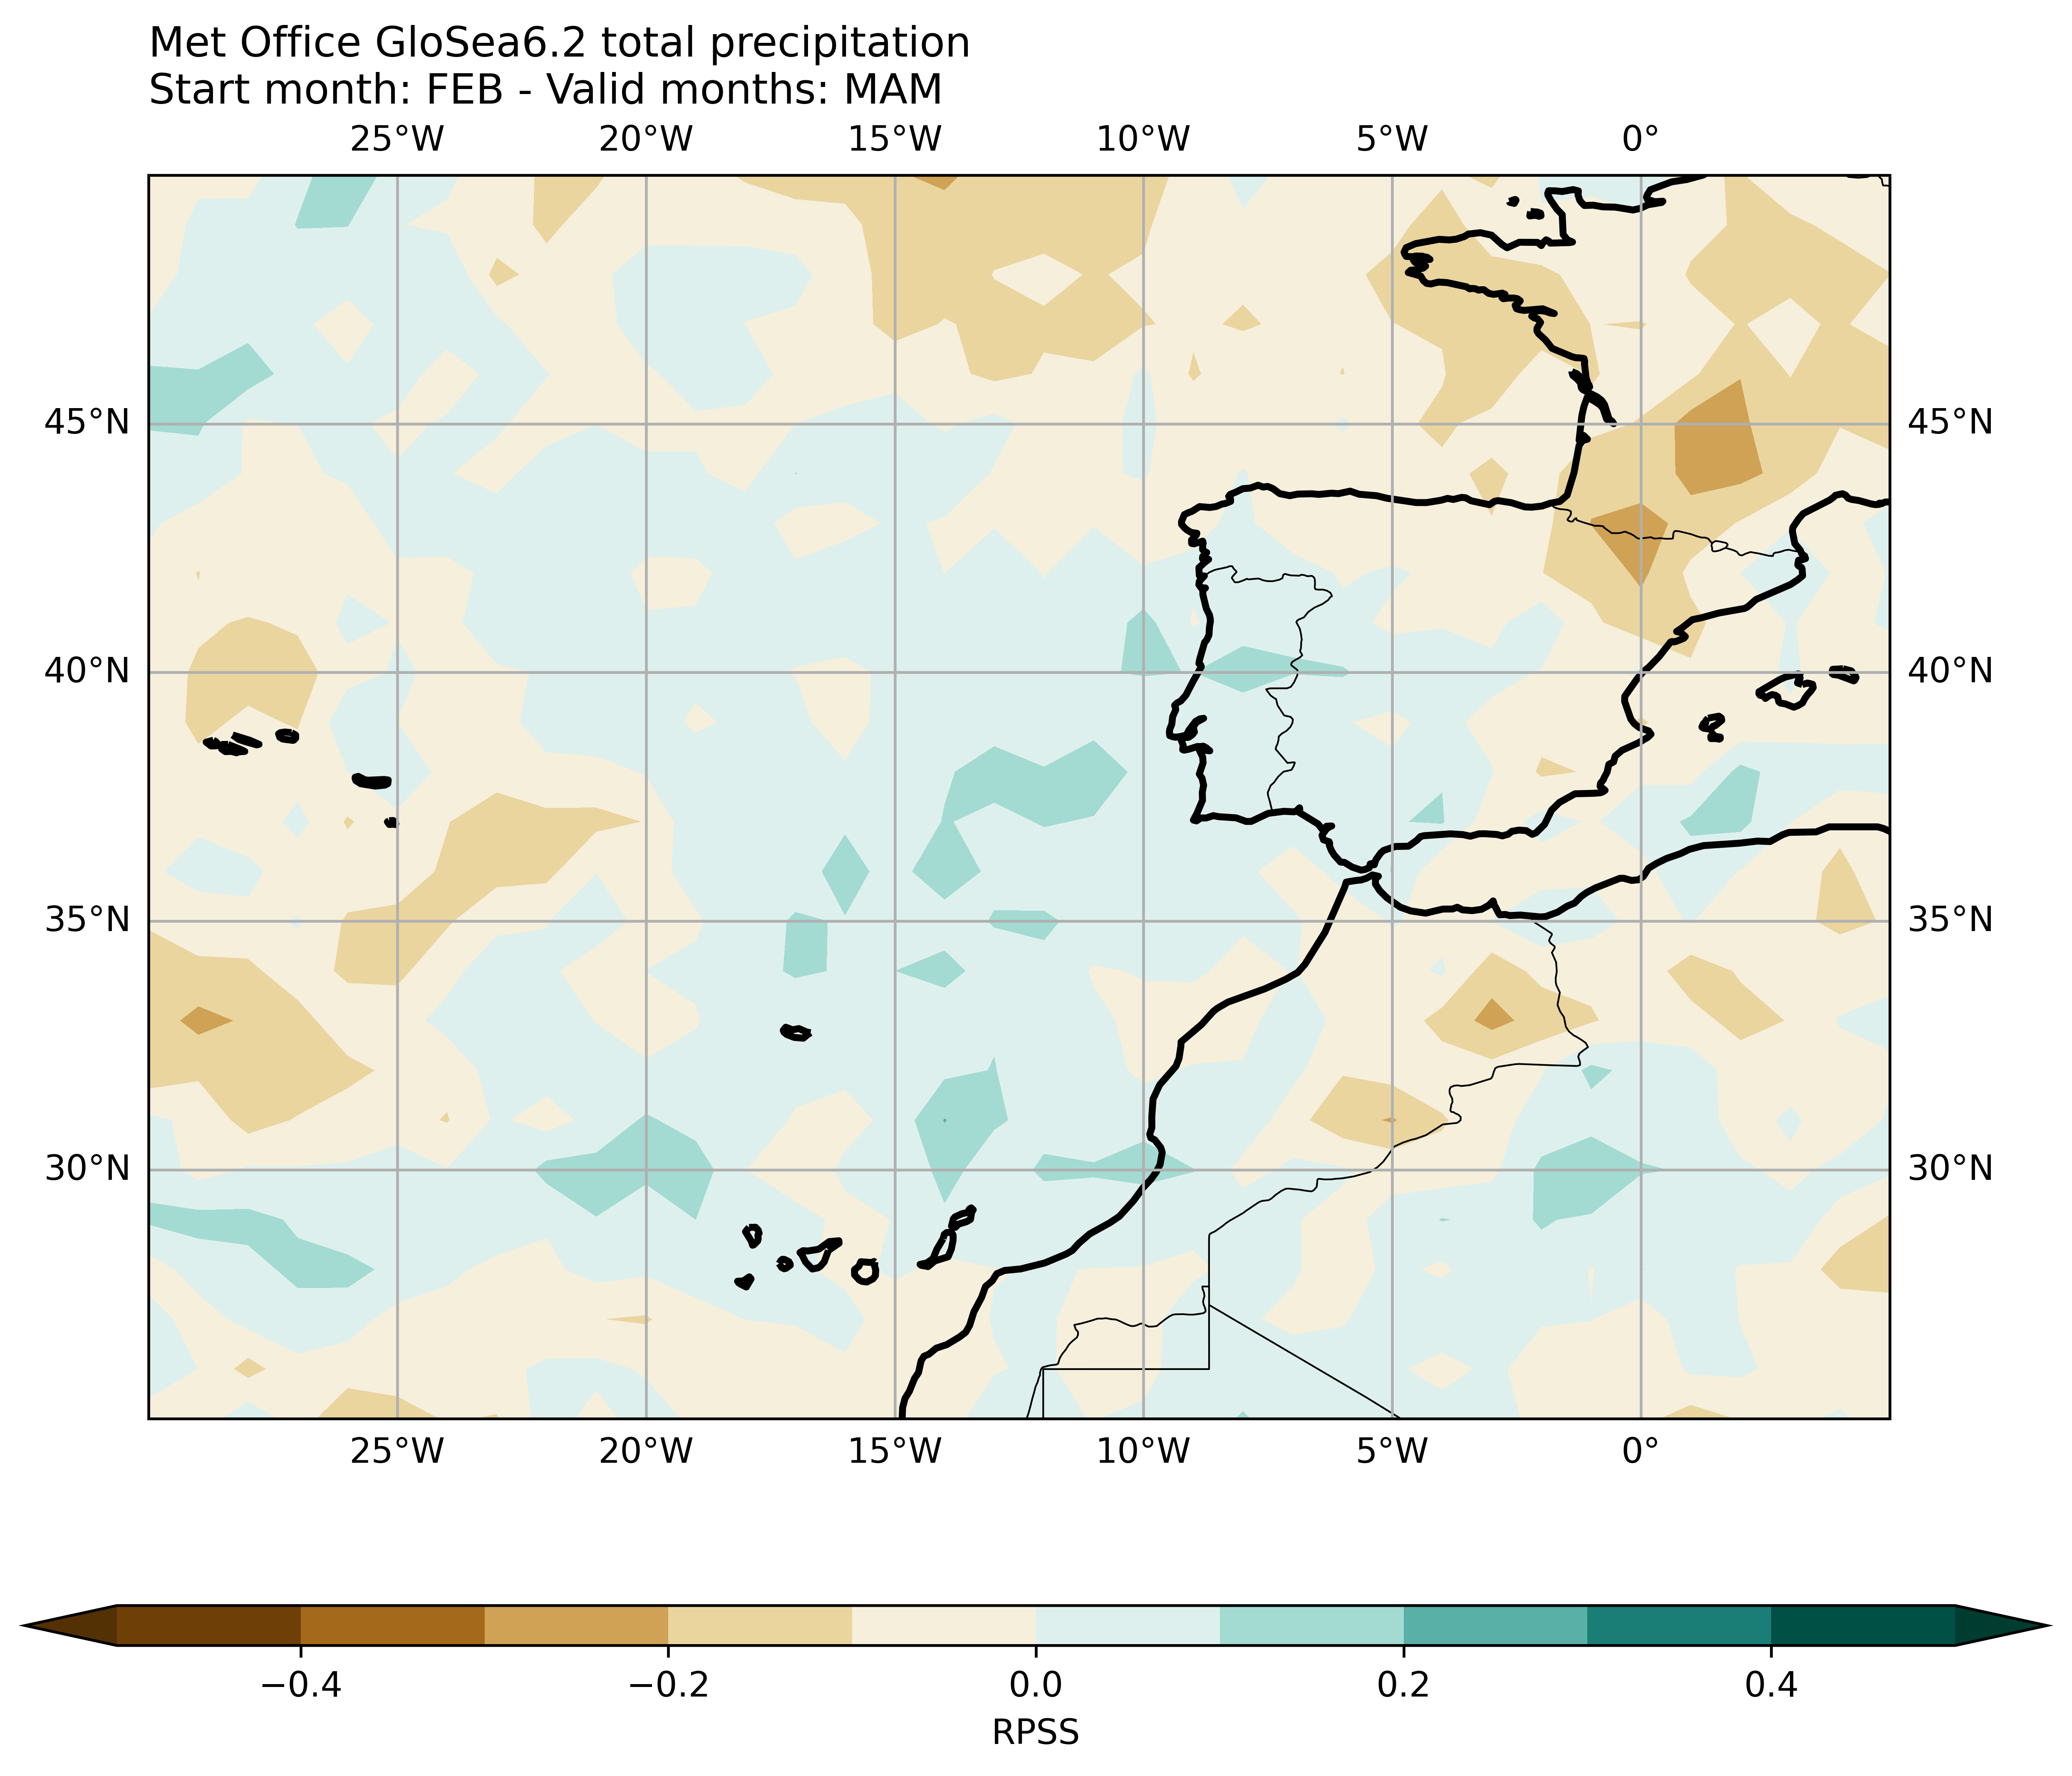 Met Office GloSea6.2 total precipitation
Start month: FEB - Valid months: MAM
25°W 20°W 15°W 10°W 5°W 0°
45°N 45°N
40°N 40°N
35°N 35°N
30°N 30°N
25°W 20°W 15°W 10°W 5°W 0°
−0.4 −0.2 0.0 0.2 0.4
RPSS